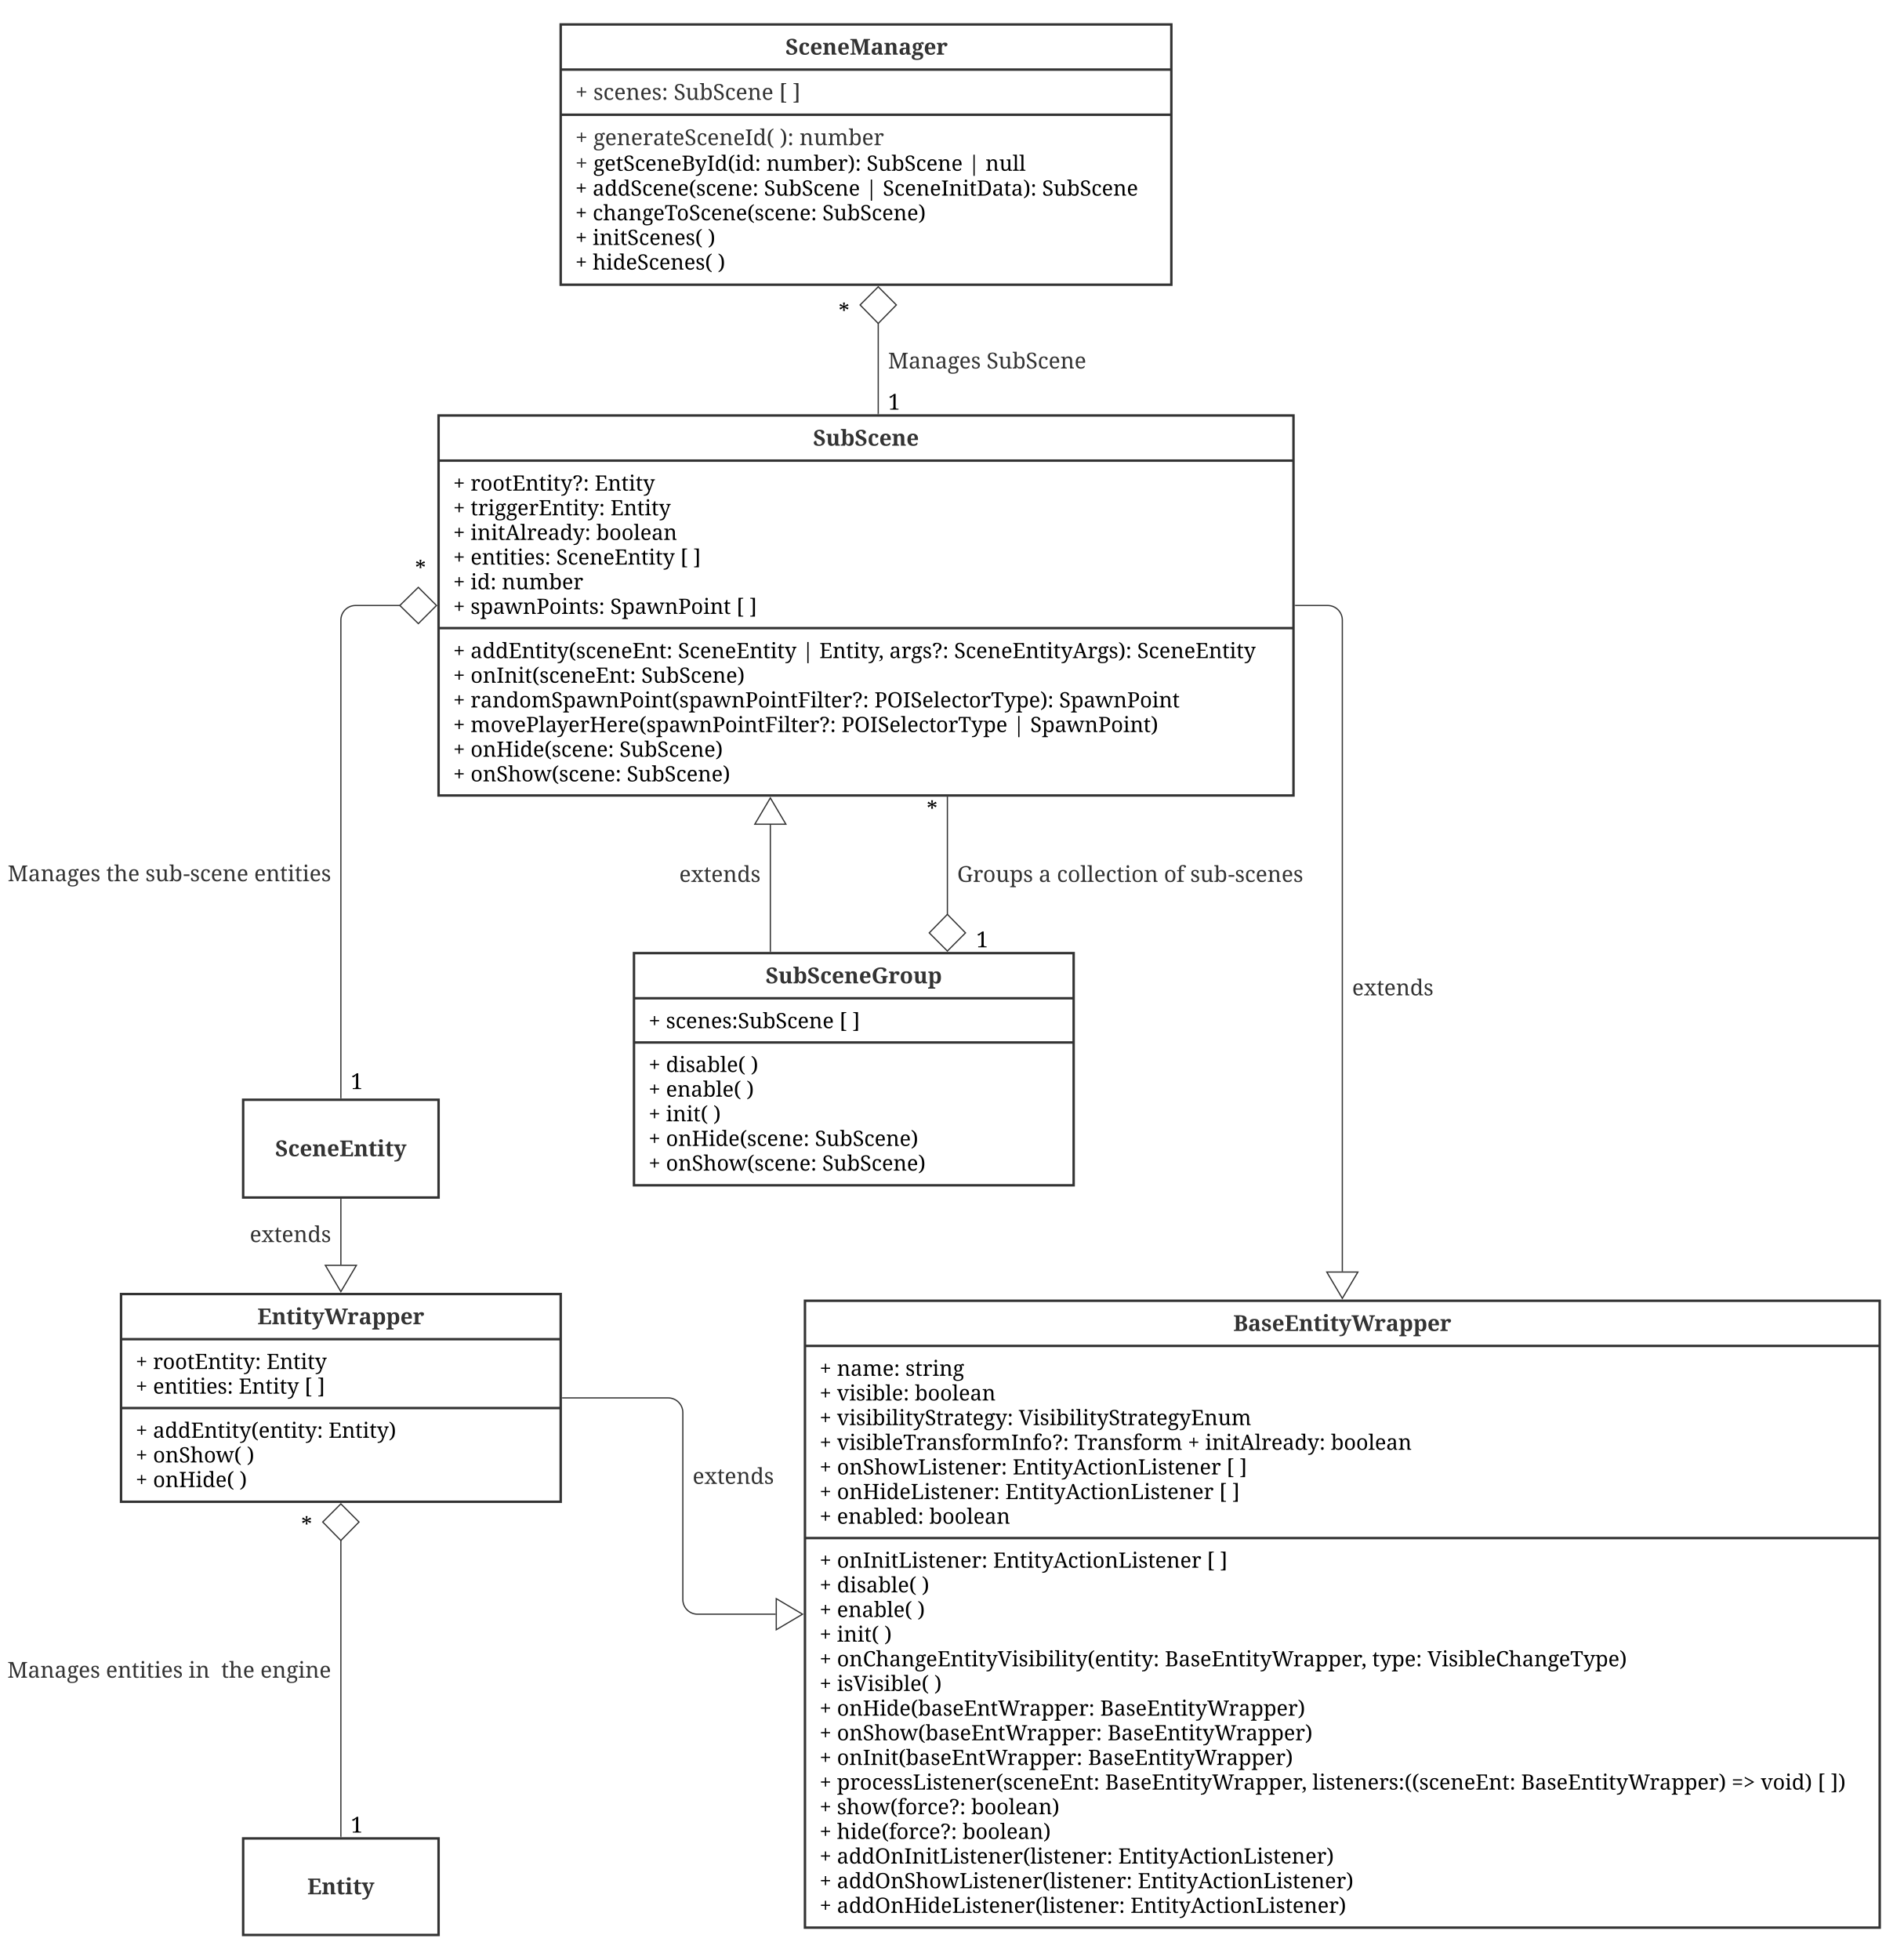 SceneManager
+ scenes: SubScene [ ]
+ generateSceneId( ): number
+ getSceneById(id: number): SubScene | null
+ addScene(scene: SubScene | SceneInitData): SubScene
+ changeToScene(scene: SubScene)
+ initScenes( )
+ hideScenes( )
*
Manages SubScene
1
SubScene
+ rootEntity?: Entity
+ triggerEntity: Entity
+ initAlready: boolean
+ entities: SceneEntity [ ]
+ id: number
+ spawnPoints: SpawnPoint [ ]
+ addEntity(sceneEnt: SceneEntity | Entity, args?: SceneEntityArgs): SceneEntity
+ onInit(sceneEnt: SubScene)
+ randomSpawnPoint(spawnPointFilter?: POISelectorType): SpawnPoint
+ movePlayerHere(spawnPointFilter?: POISelectorType | SpawnPoint)
+ onHide(scene: SubScene)
+ onShow(scene: SubScene)
*
Manages the sub-scene entities
1
extends
*
Groups a collection of sub-scenes
1
extends
SubSceneGroup
+ scenes:SubScene [ ]
+ disable( )
+ enable( )
+ init( )
+ onHide(scene: SubScene)
+ onShow(scene: SubScene)
SceneEntity
extends
EntityWrapper
+ rootEntity: Entity
+ entities: Entity [ ]
+ addEntity(entity: Entity)
+ onShow( )
+ onHide( )
extends
*
Manages entities in  the engine
1
Entity
BaseEntityWrapper
+ name: string
+ visible: boolean
+ visibilityStrategy: VisibilityStrategyEnum
+ visibleTransformInfo?: Transform + initAlready: boolean
+ onShowListener: EntityActionListener [ ]
+ onHideListener: EntityActionListener [ ]
+ enabled: boolean
+ onInitListener: EntityActionListener [ ]
+ disable( )
+ enable( )
+ init( )
+ onChangeEntityVisibility(entity: BaseEntityWrapper, type: VisibleChangeType)
+ isVisible( )
+ onHide(baseEntWrapper: BaseEntityWrapper)
+ onShow(baseEntWrapper: BaseEntityWrapper)
+ onInit(baseEntWrapper: BaseEntityWrapper)
+ processListener(sceneEnt: BaseEntityWrapper, listeners:((sceneEnt: BaseEntityWrapper) => void) [ ])
+ show(force?: boolean)
+ hide(force?: boolean)
+ addOnInitListener(listener: EntityActionListener)
+ addOnShowListener(listener: EntityActionListener)
+ addOnHideListener(listener: EntityActionListener)